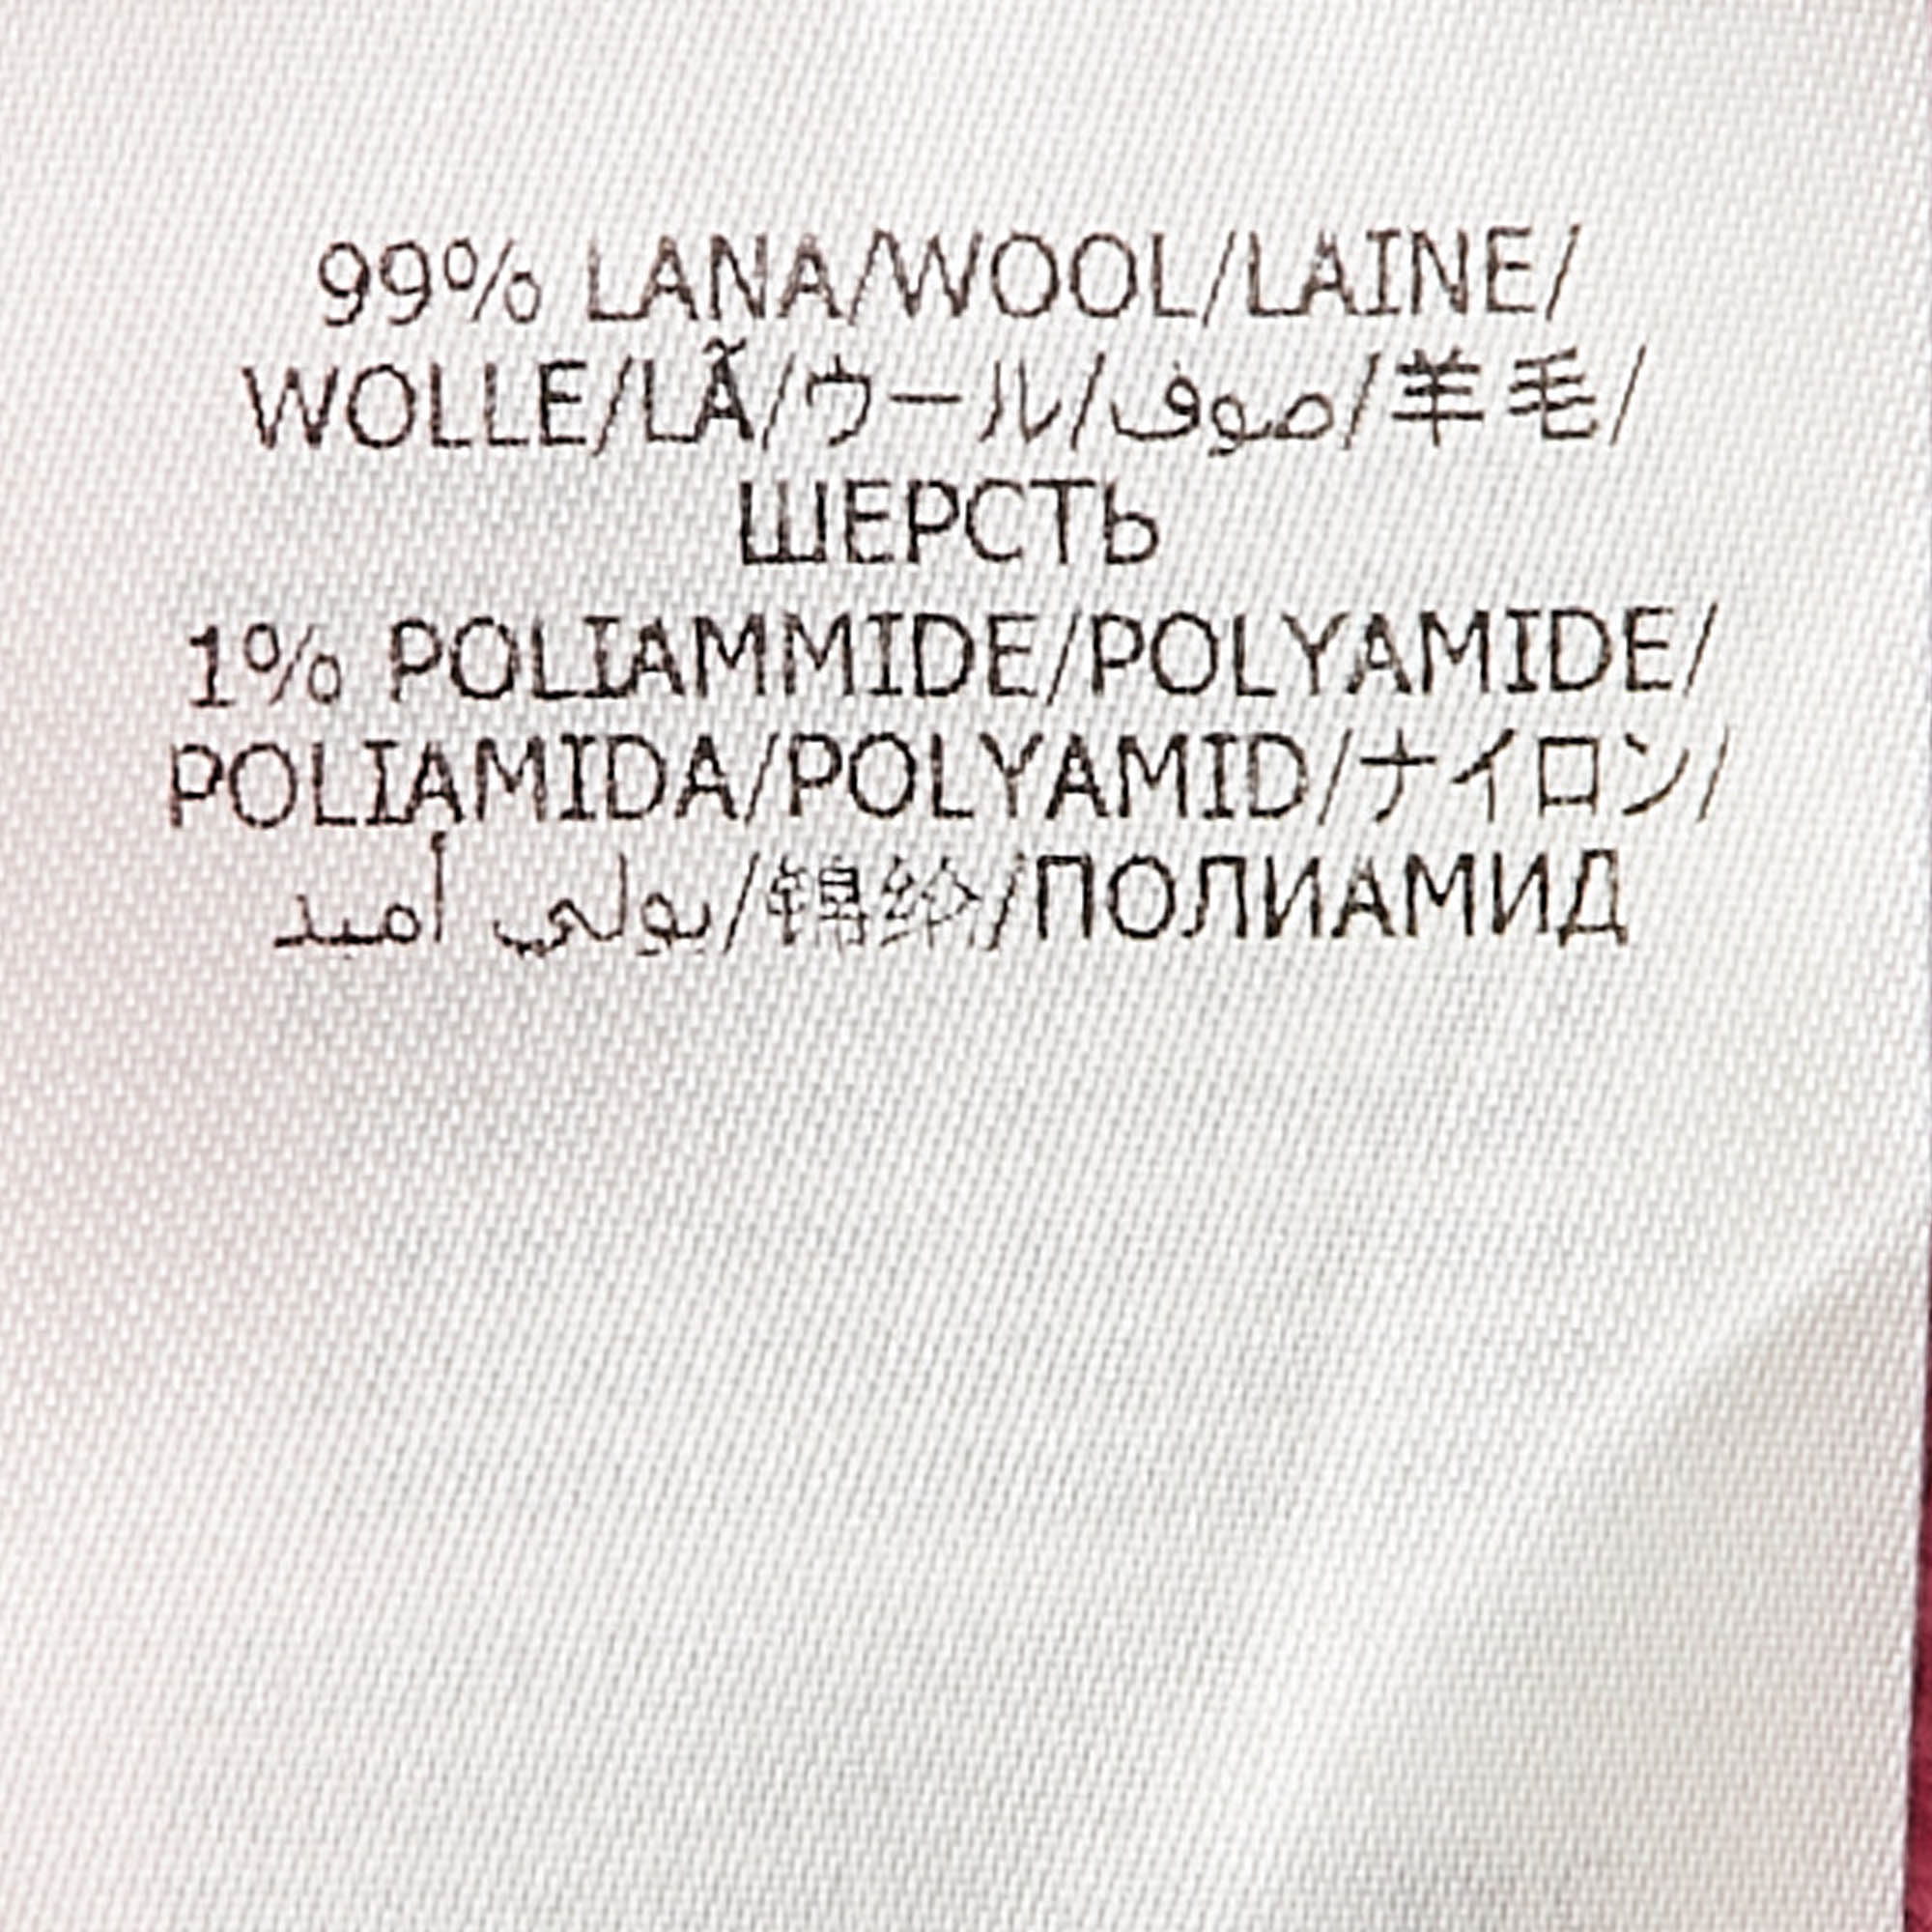 99% LANA/WOOL/LAINE/
WOLLE/LÃ/ウール/صوف/羊毛/
ШЕРСТЬ
1% POLIAMMIDE/POLYAMIDE/
POLIAMIDA/POLYAMID/ナイロン/
بولي أميد/锦纶/ПОЛИАМИД